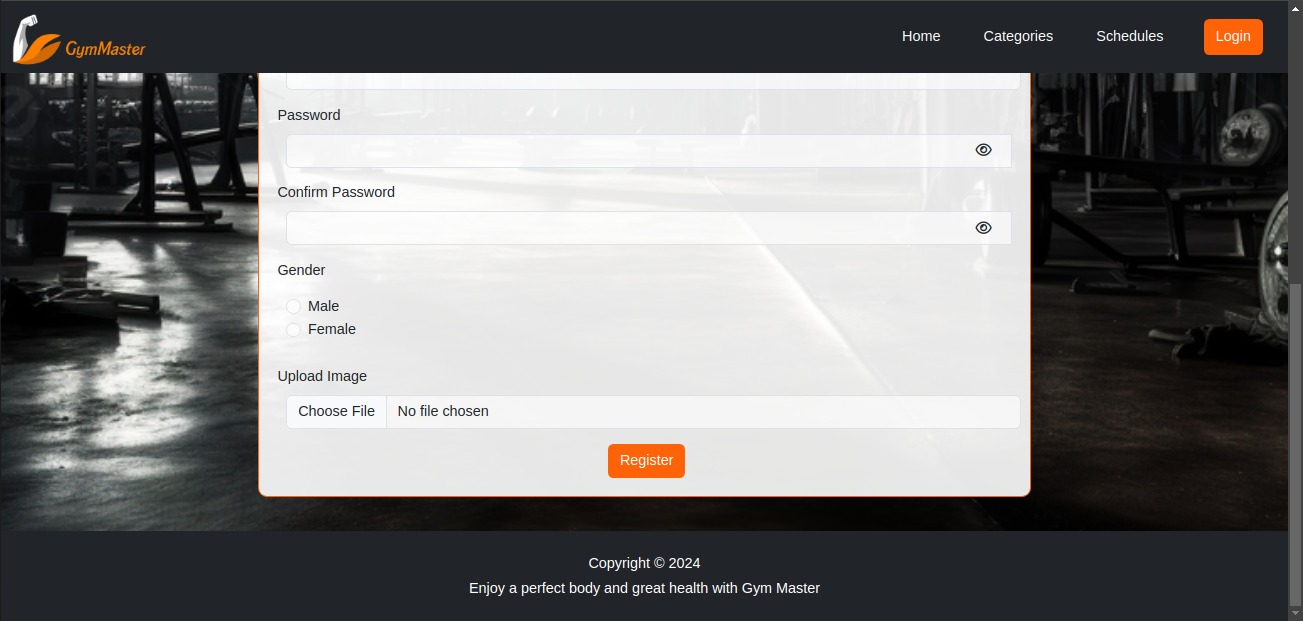 GymMaster
Home Categories Schedules Login
Password
Confirm Password
Gender
Male
Female
Upload Image
Choose File No file chosen
Register
Copyright © 2024
Enjoy a perfect body and great health with Gym Master